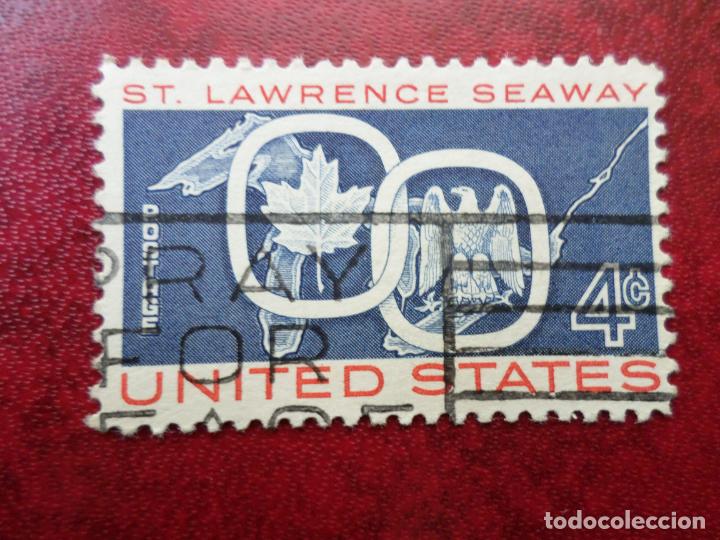 ST. LAWRENCE SEAWAY
POSTAGE
PRAY
FOR
4¢
UNITED STATES
todocoleccion